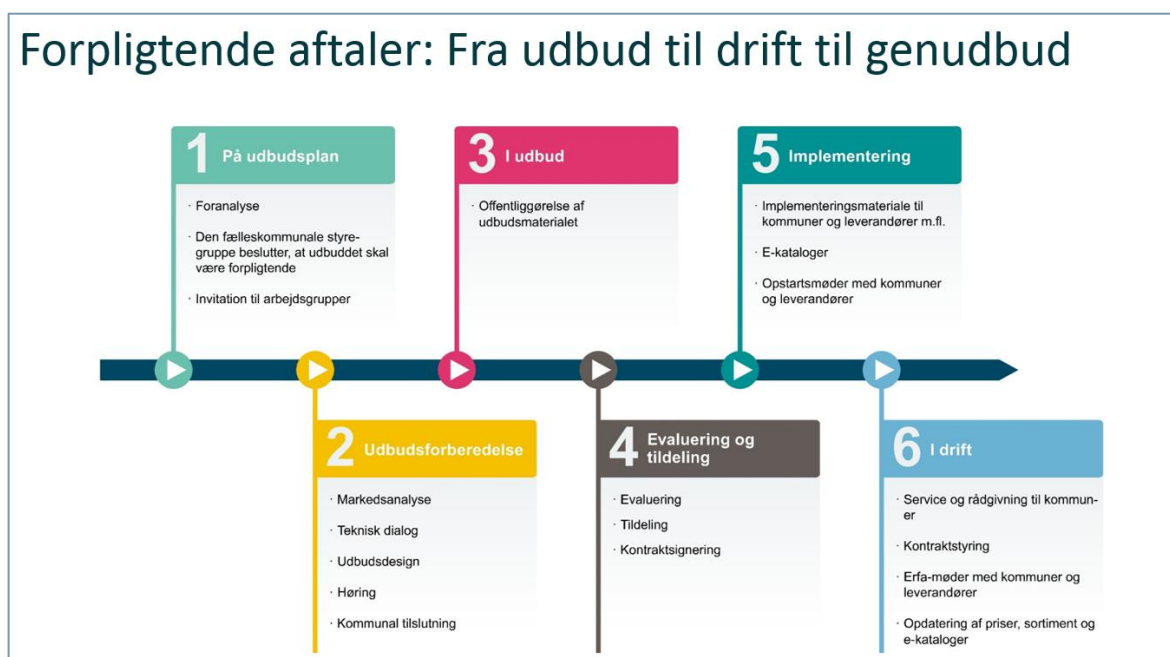 Forpligtende aftaler: Fra udbud til drift til genudbud
1 På udbudsplan
· Foranalyse
· Den fælleskommunale styre-
gruppe beslutter, at udbuddet skal
være forpligtende
· Invitation til arbejdsgrupper
2 Udbudsforberedelse
· Markedsanalyse
· Teknisk dialog
· Udbudsdesign
· Høring
· Kommunal tilslutning
3 I udbud
· Offentliggørelse af
udbudsmaterialet
4 Evaluering og
tildeling
· Evaluering
· Tildeling
· Kontraktsignering
5 Implementering
· Implementeringsmateriale til
kommuner og leverandører m.fl.
· E-kataloger
· Opstartsmøder med kommuner
og leverandører
6 I drift
· Service og rådgivning til kommun-
er
· Kontraktstyring
· Erfa-møder med kommuner og
leverandører
· Opdatering af priser, sortiment og
e-kataloger